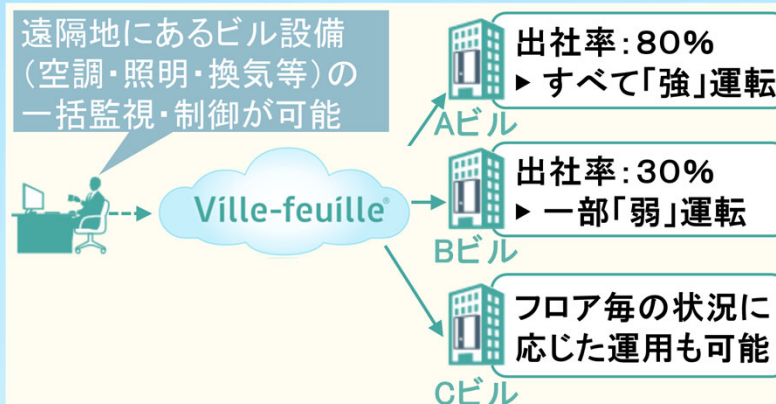 遠隔地にあるビル設備
（空調・照明・換気等）の
一括監視・制御が可能
Ville-feuille®
出社率：80%
▶すべて「強」運転
Aビル
出社率：30%
▶一部「弱」運転
Bビル
フロア毎の状況に
応じた運用も可能
Cビル